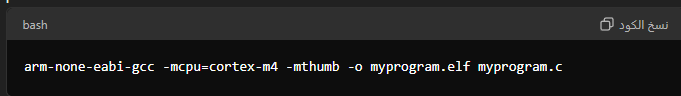 bash نسخ الكود
arm-none-eabi-gcc -mcpu=cortex-m4 -mthumb -o myprogram.elf myprogram.c